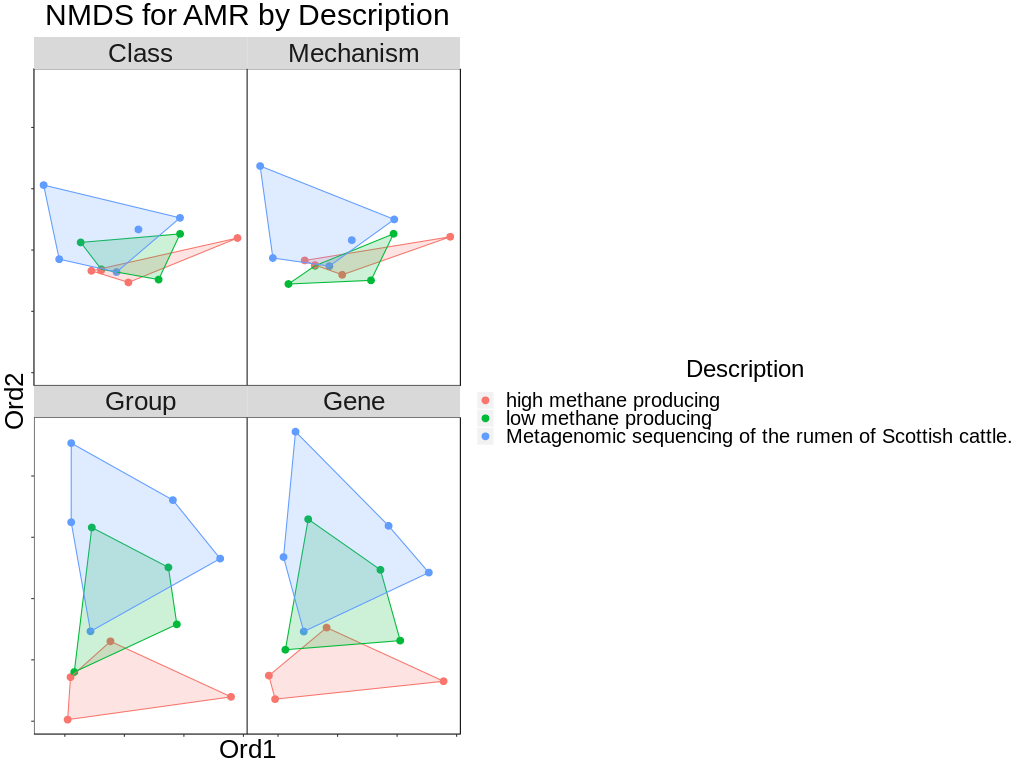 NMDS for AMR by Description
Class
Mechanism
Group
Gene
Ord2
Ord1
Description
high methane producing
low methane producing
Metagenomic sequencing of the rumen of Scottish cattle.